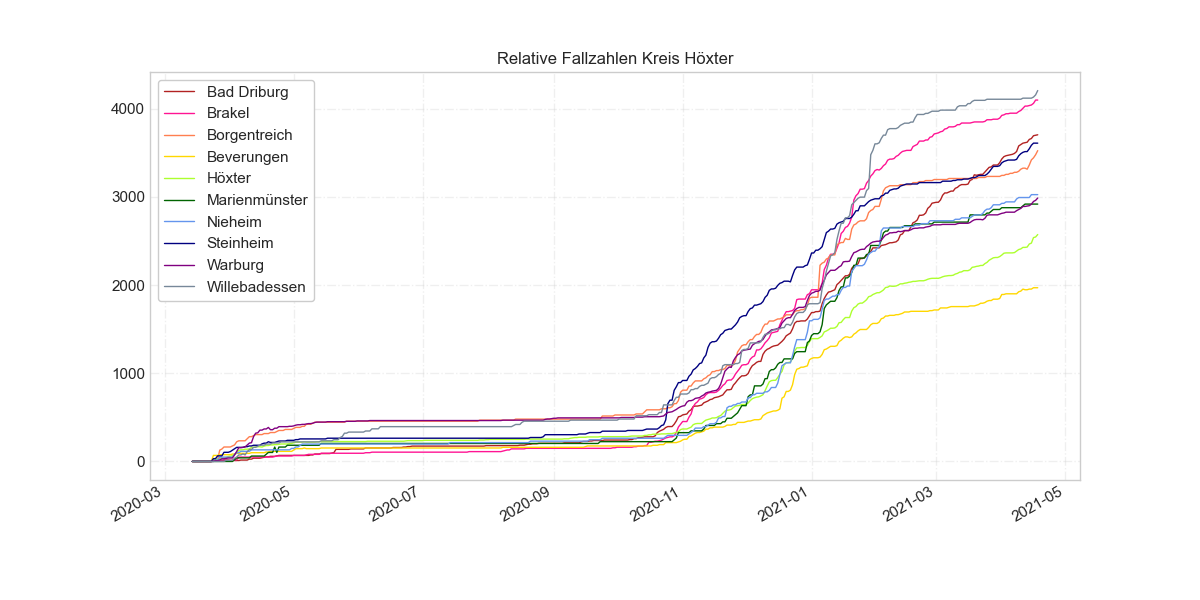 Relative Fallzahlen Kreis Höxter
4000
3000
2000
1000
0
Bad Driburg
Brakel
Borgentreich
Beverungen
Höxter
Marienmünster
Nieheim
Steinheim
Warburg
Willebadessen
2020-03
2020-05
2020-07
2020-09
2020-11
2021-01
2021-03
2021-05